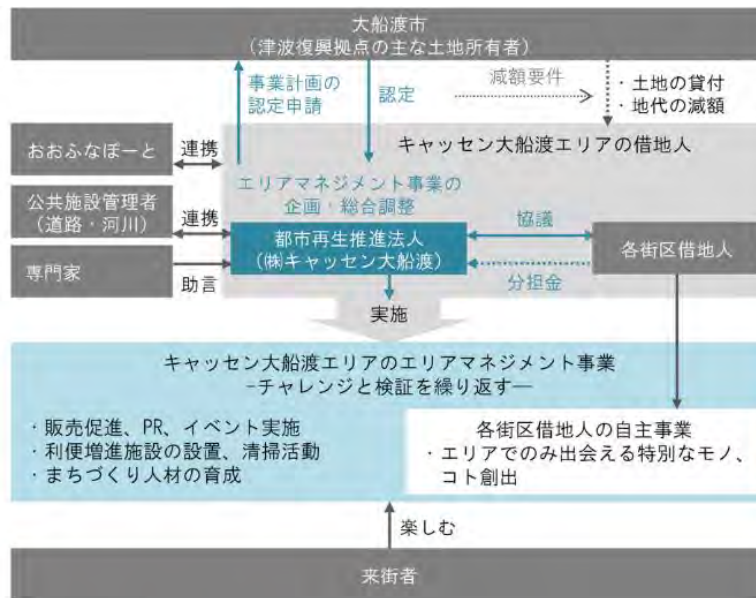 大船渡市
（津波復興拠点の主な土地所有者）
事業計画の
認定申請
認定
減額要件
・土地の貸付
・地代の減額
おおふなぽーと
連携
キャッセン大船渡エリアの借地人
公共施設管理者
（道路・河川）
連携
エリアマネジメント事業の
企画・総合調整
都市再生推進法人
（㈱キャッセン大船渡）
協議
分担金
各街区借地人
専門家
助言
実施
キャッセン大船渡エリアのエリアマネジメント事業
−チャレンジと検証を繰り返す―
・販売促進、PR、イベント実施
・利便増進施設の設置、清掃活動
・まちづくり人材の育成
各街区借地人の自主事業
・エリアでのみ出会える特別なモノ、
コト創出
楽しむ
来街者